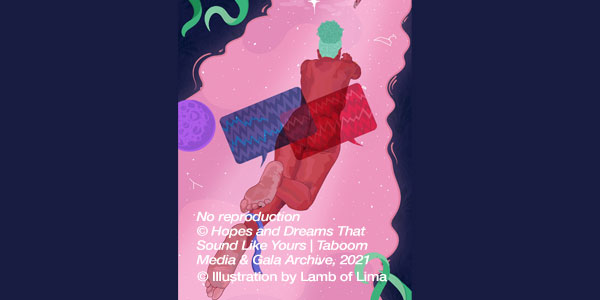 No reproduction
© Hopes and Dreams That
Sound Like Yours | Taboom
Media & Gala Archive, 2021
© Illustration by Lamb of Lima